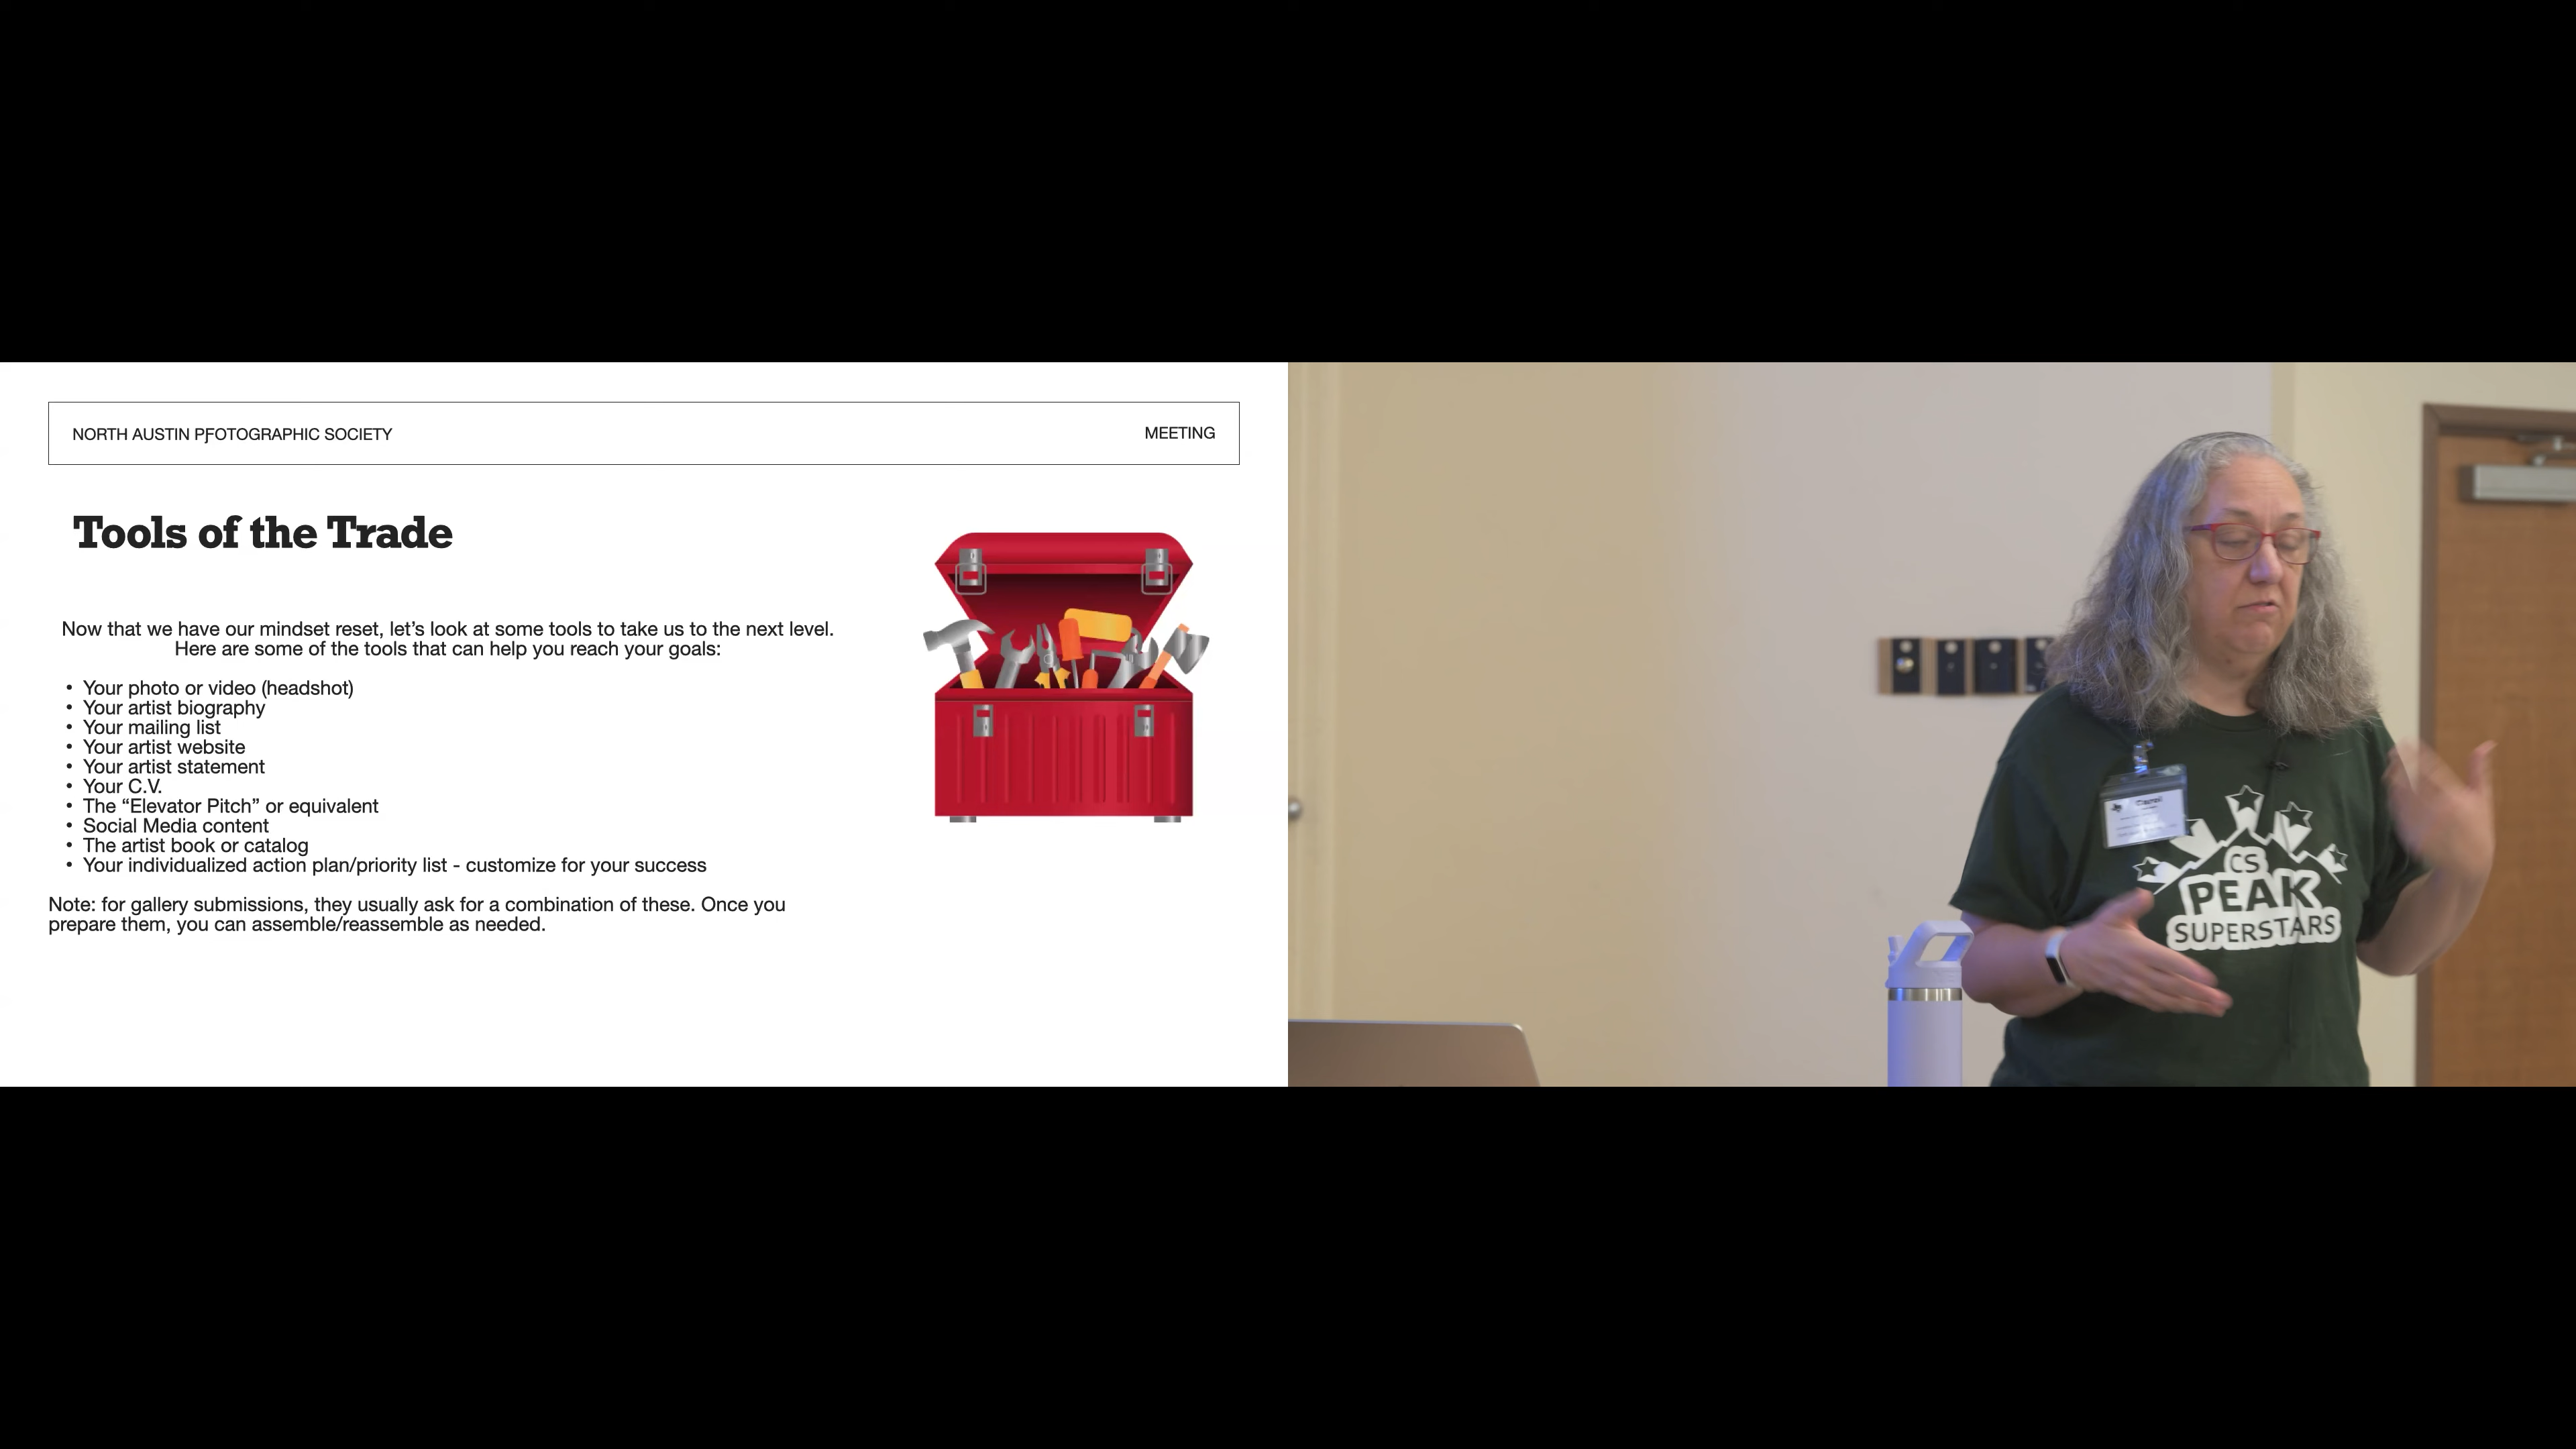 NORTH AUSTIN PƒOTOGRAPHIC SOCIETY
MEETING
Tools of the Trade
Now that we have our mindset reset, let’s look at some tools to take us to the next level.
Here are some of the tools that can help you reach your goals:
• Your photo or video (headshot)
• Your artist biography
• Your mailing list
• Your artist website
• Your artist statement
• Your C.V.
• The “Elevator Pitch” or equivalent
• Social Media content
• The artist book or catalog
• Your individualized action plan/priority list - customize for your success
Note: for gallery submissions, they usually ask for a combination of these. Once you
prepare them, you can assemble/reassemble as needed.
Carol
CS
PEAK
SUPERSTARS